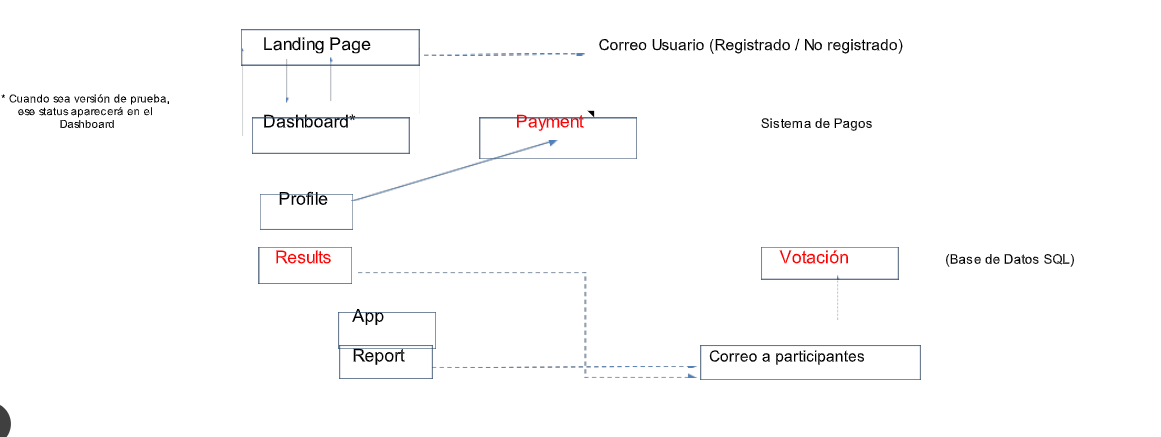 Landing Page
Correo Usuario (Registrado / No registrado)
* Cuando sea versión de prueba,
ese status aparecerá en el
Dashboard
Dashboard*
Payment
Sistema de Pagos
Profile
Results
Votación
(Base de Datos SQL)
App
Report
Correo a participantes